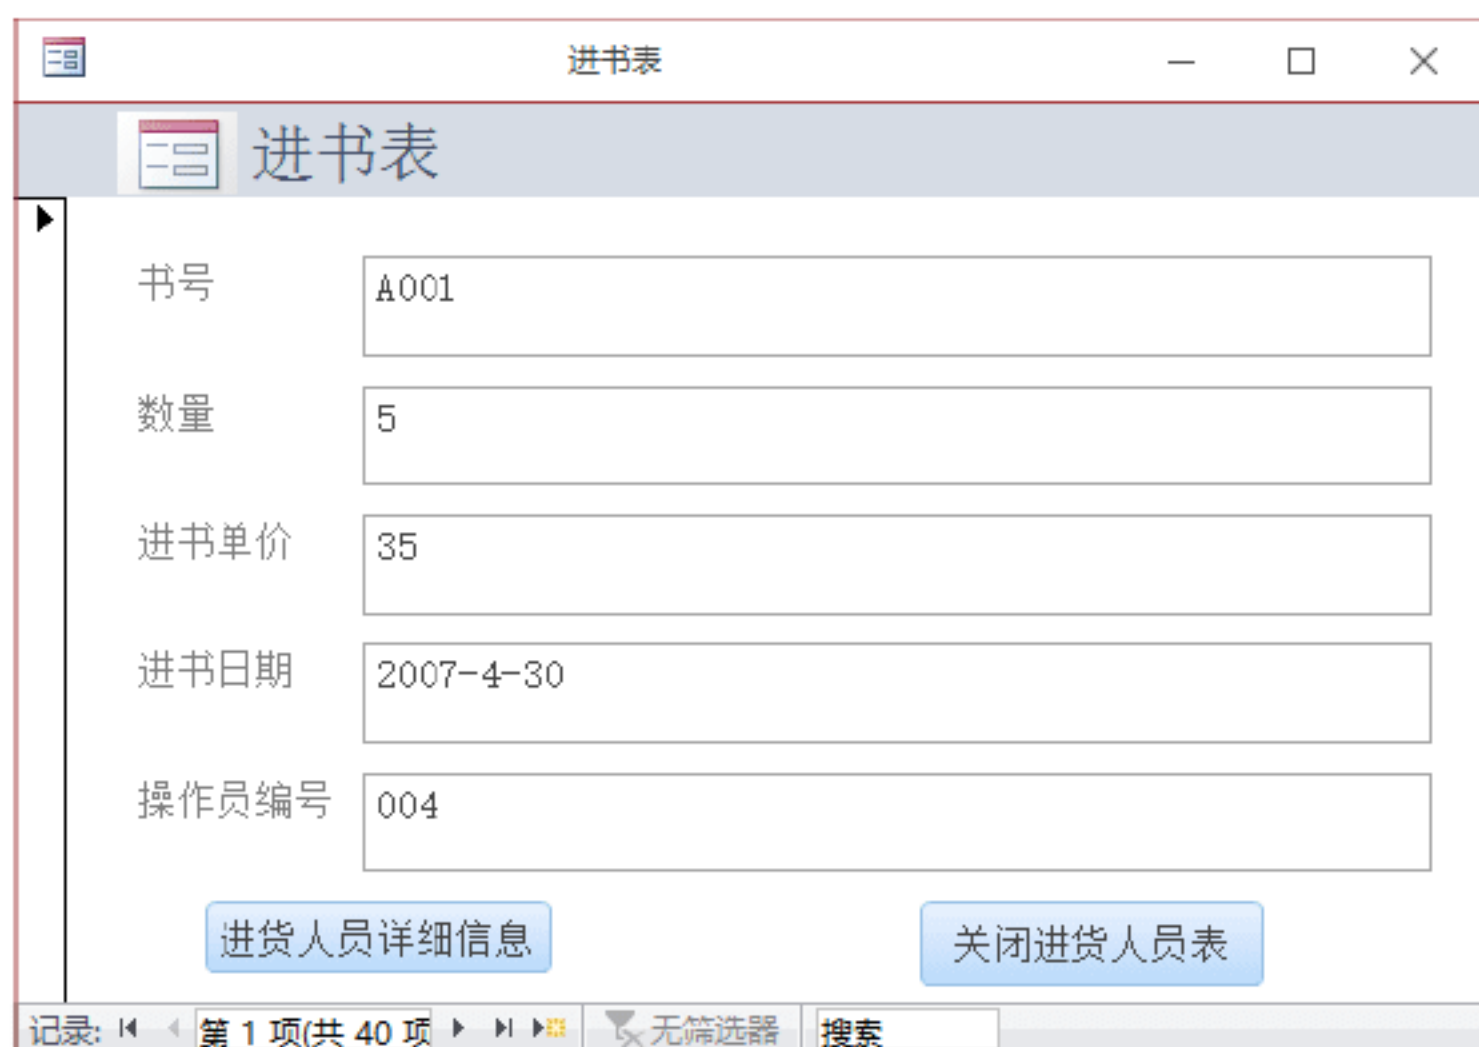 进书表
进书表
书号 A001
数量 5
进书单价 35
进书日期 2007-4-30
操作员编号 004
进货人员详细信息 关闭进货人员表
记录: 第 1 项(共 40 项 无筛选器 搜索